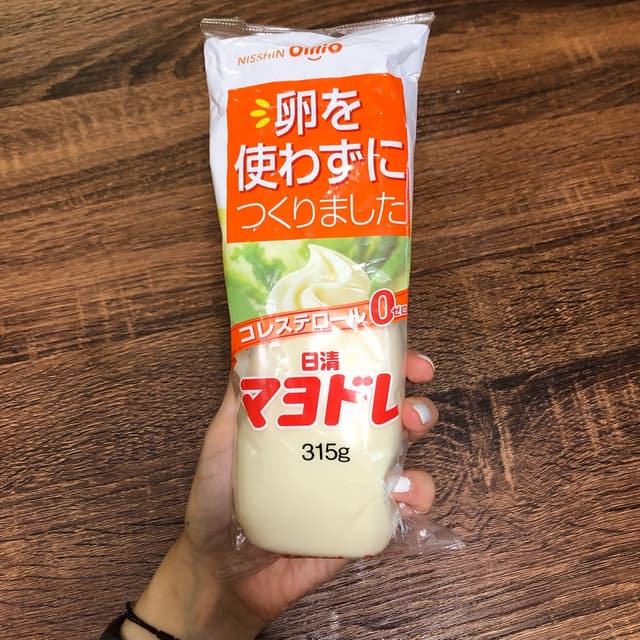 NISSHIN OilliO
卵を
使わずに
つくりました
コレステロール0ゼロ
日清
マヨドレ
315g